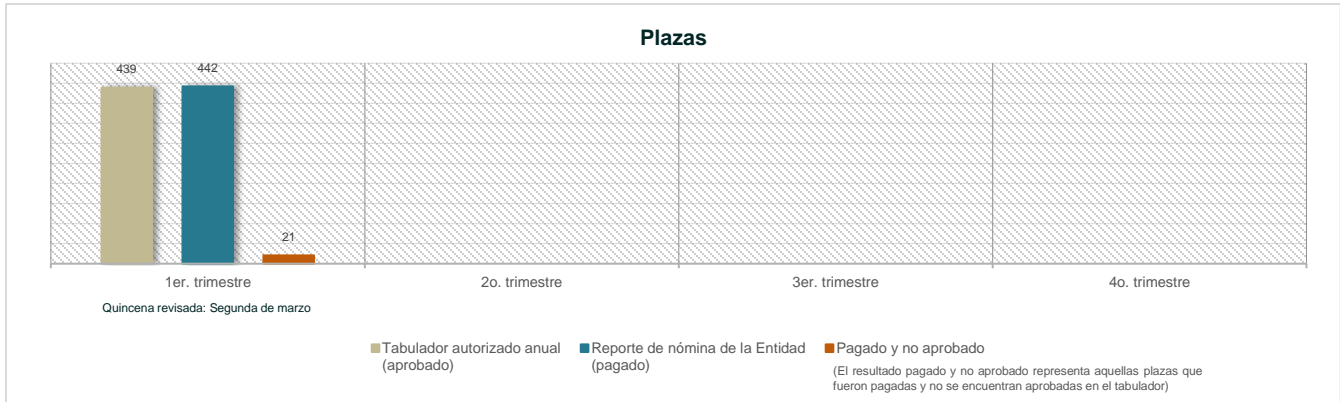 Plazas
439
442
21
1er. trimestre
2o. trimestre
3er. trimestre
4o. trimestre
Quincena revisada: Segunda de marzo
Tabulador autorizado anual
(aprobado)
Reporte de nómina de la Entidad
(pagado)
Pagado y no aprobado
(El resultado pagado y no aprobado representa aquellas plazas que
fueron pagadas y no se encuentran aprobadas en el tabulador)